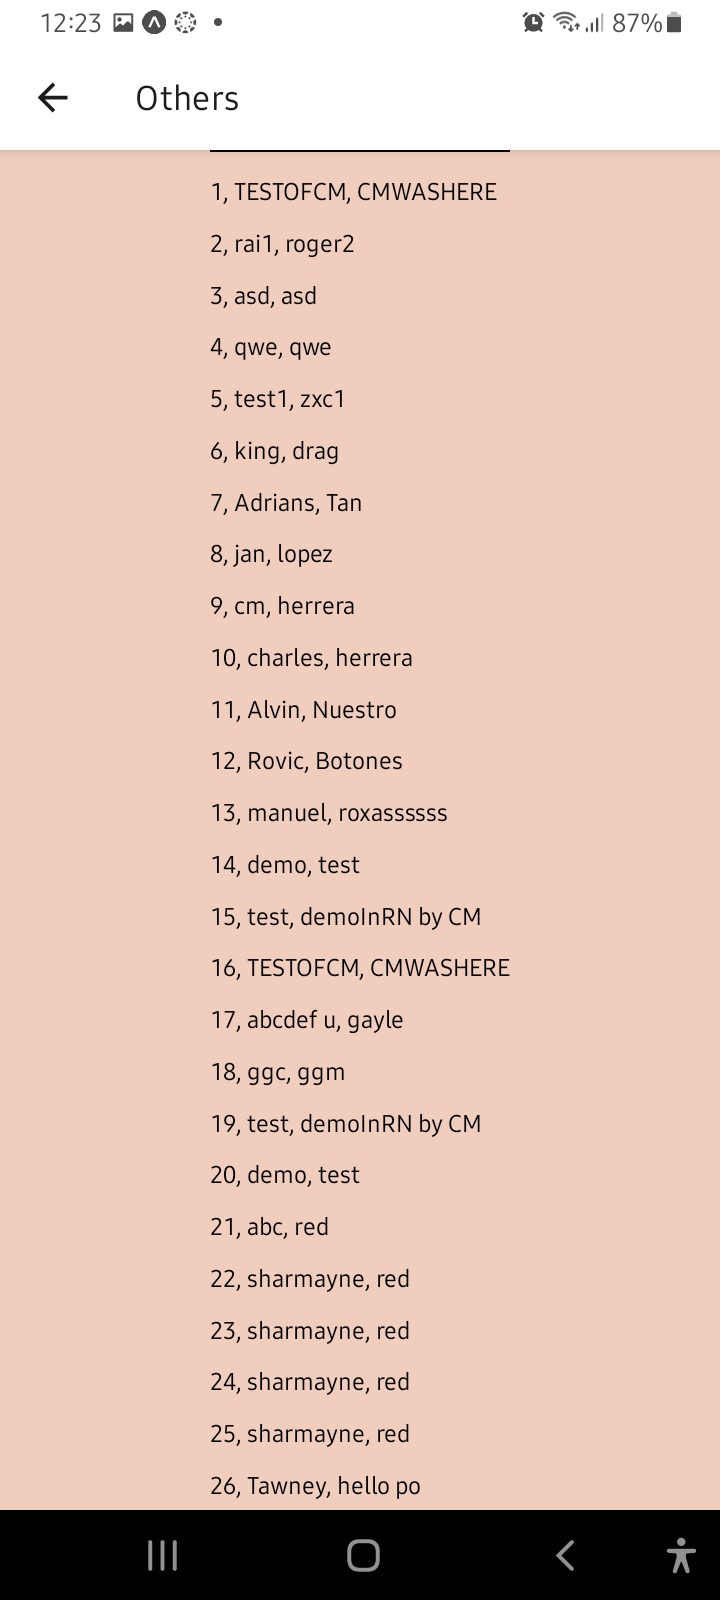 12:23
87%
Others
1, TESTOFCM, CMWASHERE
2, rai1, roger2
3, asd, asd
4, qwe, qwe
5, test1, zxc1
6, king, drag
7, Adrians, Tan
8, jan, lopez
9, cm, herrera
10, charles, herrera
11, Alvin, Nuestro
12, Rovic, Botones
13, manuel, roxassssss
14, demo, test
15, test, demoInRN by CM
16, TESTOFCM, CMWASHERE
17, abcdef u, gayle
18, ggc, ggm
19, test, demoInRN by CM
20, demo, test
21, abc, red
22, sharmayne, red
23, sharmayne, red
24, sharmayne, red
25, sharmayne, red
26, Tawney, hello po